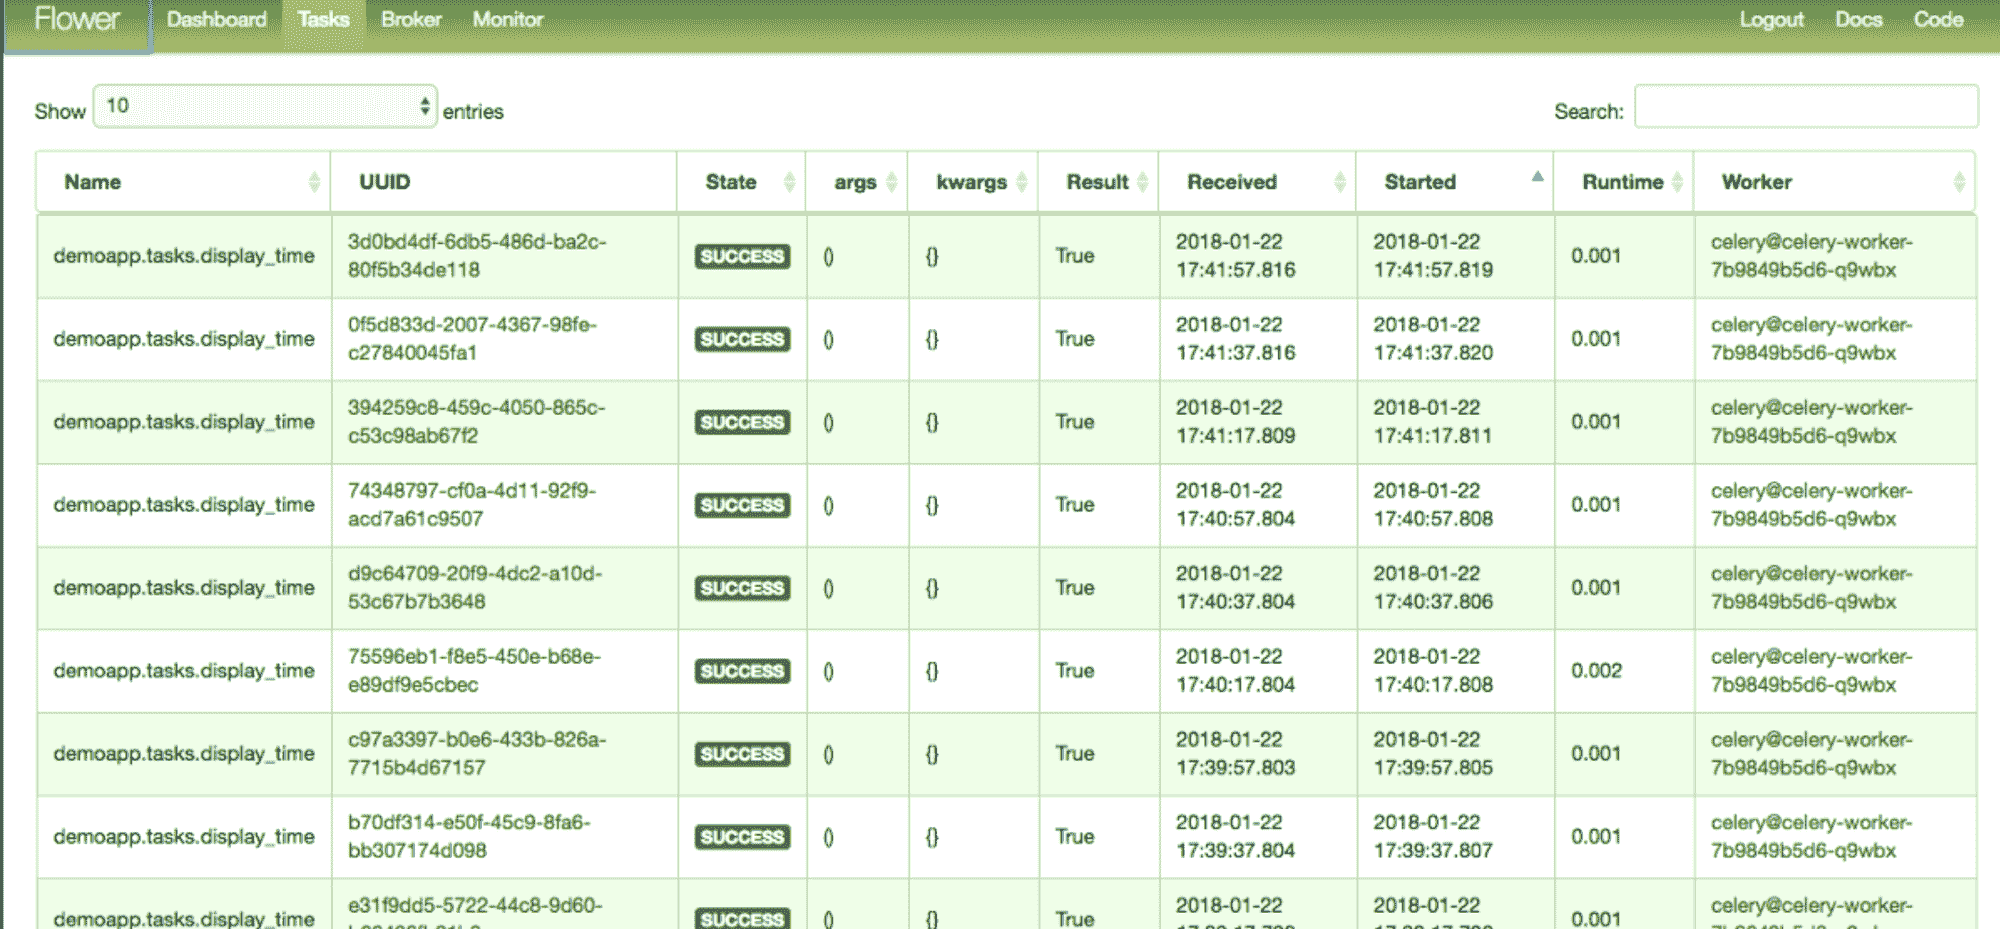 Flower Dashboard Tasks Broker Monitor Logout Docs Code
Show 10 entries Search:
Name UUID State args kwargs Result Received Started Runtime Worker
demoapp.tasks.display_time 3d0bd4df-6db5-486d-ba2c-80f5b34de118 SUCCESS () {} True 2018-01-22 17:41:57.816 2018-01-22 17:41:57.819 0.001 celery@celery-worker-7b9849b5d6-q9wbx
demoapp.tasks.display_time 0f5d833d-2007-4367-98fe-c27840045fa1 SUCCESS () {} True 2018-01-22 17:41:37.816 2018-01-22 17:41:37.820 0.001 celery@celery-worker-7b9849b5d6-q9wbx
demoapp.tasks.display_time 394259c8-459c-4050-865c-c53c98ab67f2 SUCCESS () {} True 2018-01-22 17:41:17.809 2018-01-22 17:41:17.811 0.001 celery@celery-worker-7b9849b5d6-q9wbx
demoapp.tasks.display_time 74348797-cf0a-4d11-92f9-acd7a61c9507 SUCCESS () {} True 2018-01-22 17:40:57.804 2018-01-22 17:40:57.808 0.001 celery@celery-worker-7b9849b5d6-q9wbx
demoapp.tasks.display_time d9c64709-20f9-4dc2-a10d-53c67b7b3648 SUCCESS () {} True 2018-01-22 17:40:37.804 2018-01-22 17:40:37.806 0.001 celery@celery-worker-7b9849b5d6-q9wbx
demoapp.tasks.display_time 75596eb1-f8e5-450e-b68e-e89df9e5cbec SUCCESS () {} True 2018-01-22 17:40:17.804 2018-01-22 17:40:17.808 0.002 celery@celery-worker-7b9849b5d6-q9wbx
demoapp.tasks.display_time c97a3397-b0e6-433b-826a-7715b4d67157 SUCCESS () {} True 2018-01-22 17:39:57.803 2018-01-22 17:39:57.805 0.001 celery@celery-worker-7b9849b5d6-q9wbx
demoapp.tasks.display_time b70df314-e50f-45c9-8fa6-bb307174d098 SUCCESS () {} True 2018-01-22 17:39:37.804 2018-01-22 17:39:37.807 0.001 celery@celery-worker-7b9849b5d6-q9wbx
demoapp.tasks.display_time e31f9dd5-5722-44c8-9d60- SUCCESS () {} True 2018-01-22 2018-01-22 0.001 celery@celery-worker-